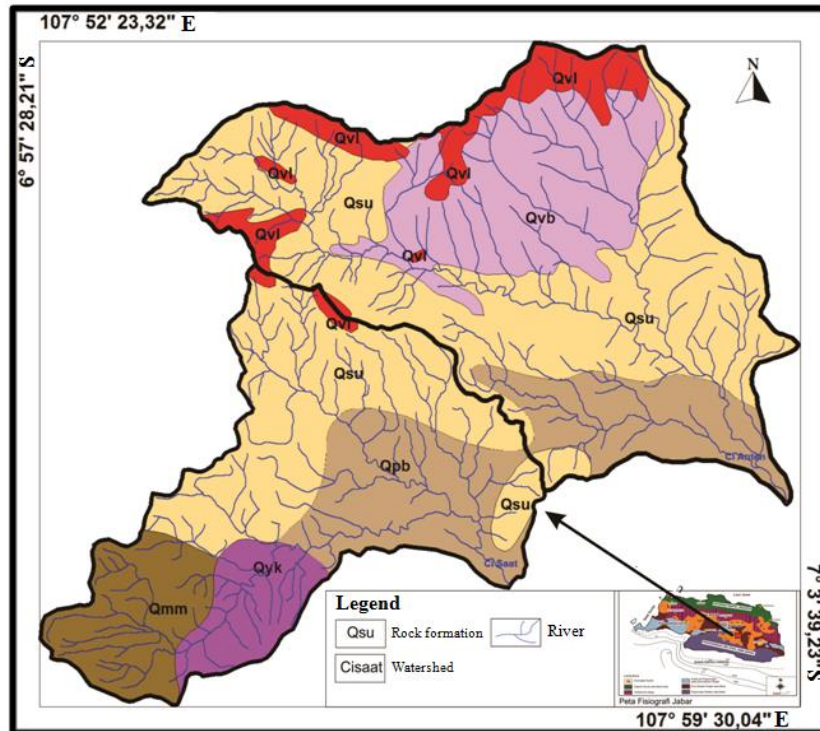 107° 52' 23,32" E
6° 57' 28,21" S
N
Qvl
Qvl
Qvl
Qvl
Qsu
Qvb
Qvl
Qvl
Qsu
Qvl
Qsu
Qpb
Qsu
Qyk
Qmm
Ci Saat
Legend
Qsu Rock formation
River
Cisaat Watershed
Peta Fisiografi Jabar
7° 3' 39,23" S
107° 59' 30,04" E